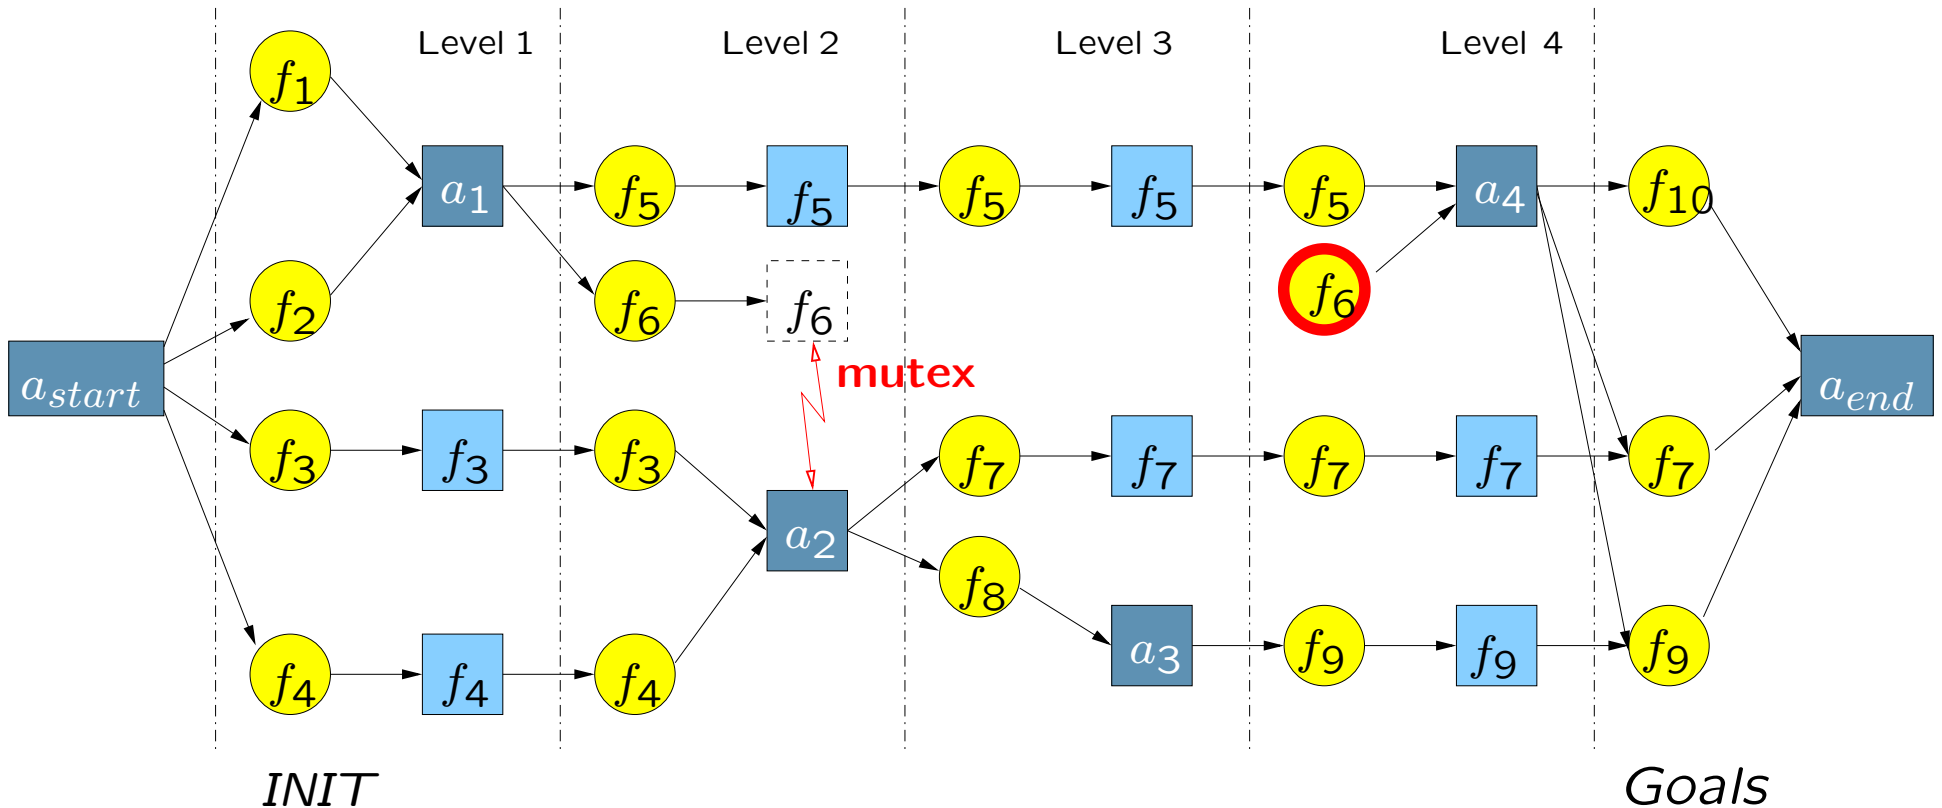 Level 1 Level 2 Level 3 Level 4
f1
a1 f5 f5 f5 f5 f5 a4 f10
f2 f6 f6 f6
astart mutex aend
f3 f3 f3 f7 f7 f7 f7 f7
a2
f8
a3 f9 f9 f9
f4 f4 f4
INIT Goals